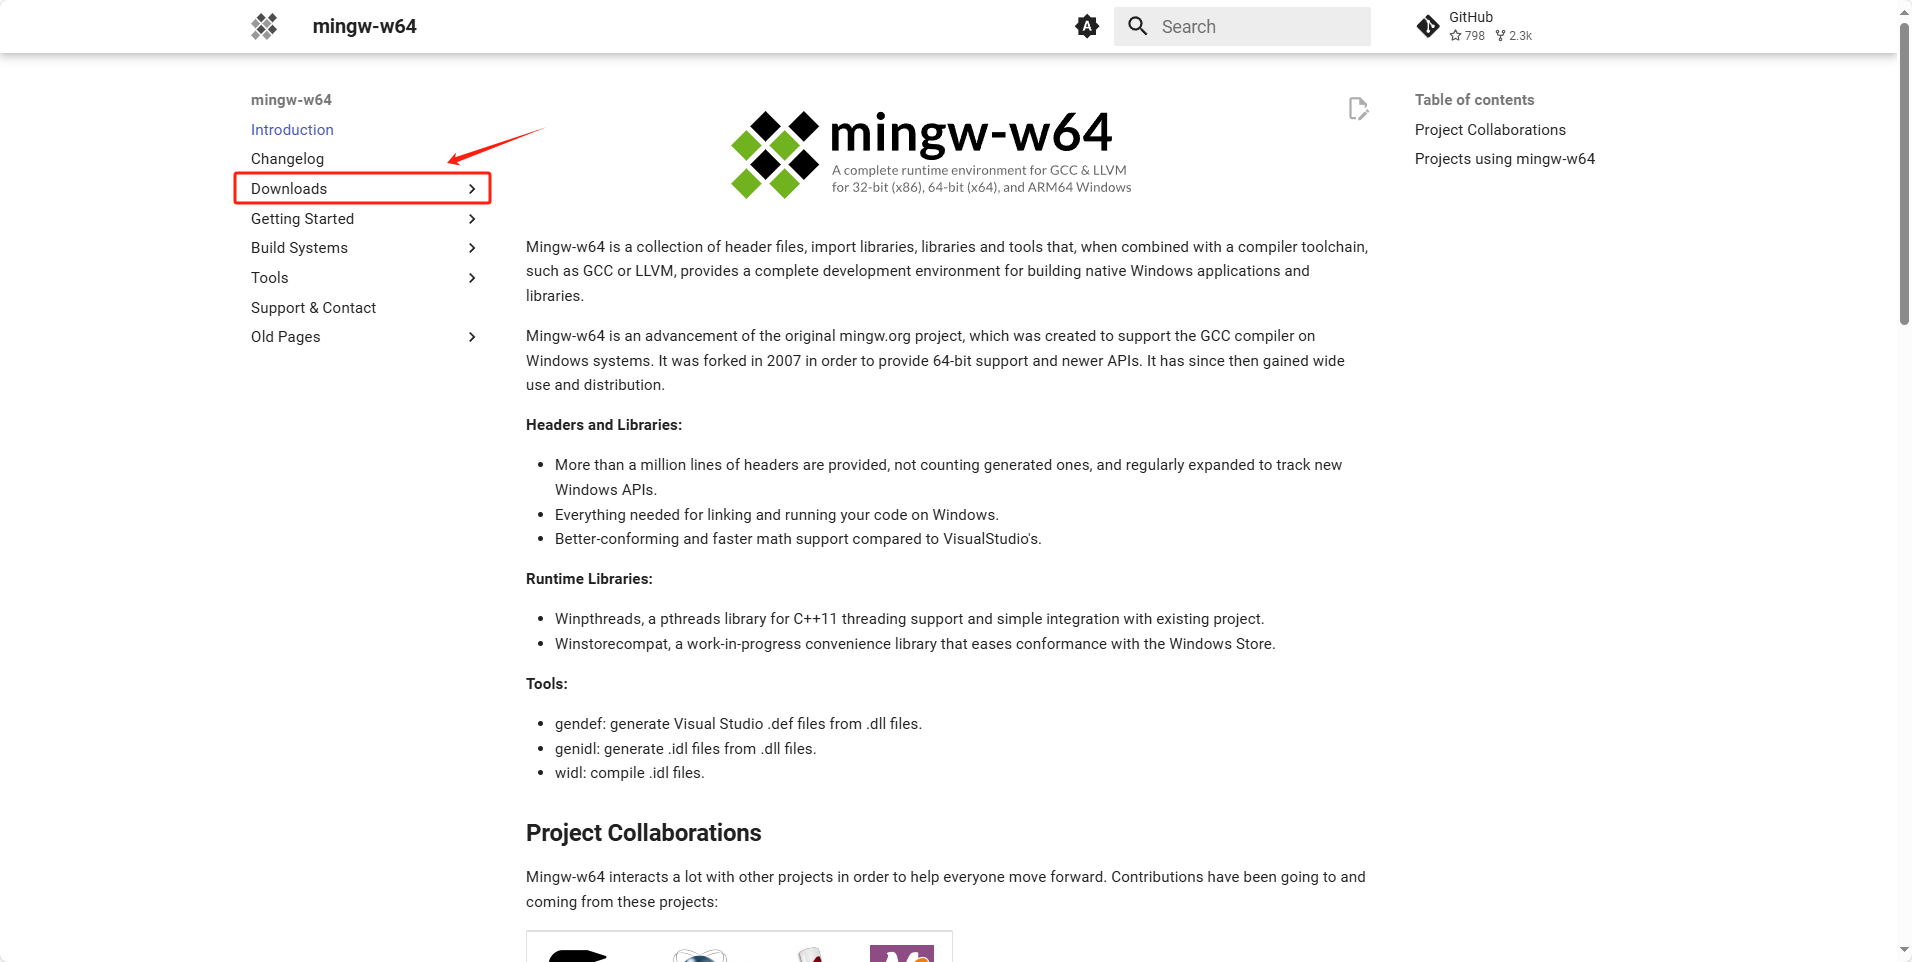 mingw-w64
Search
GitHub
798 2.3k
mingw-w64
Introduction
Changelog
Downloads
Getting Started
Build Systems
Tools
Support & Contact
Old Pages
mingw-w64
A complete runtime environment for GCC & LLVM
for 32-bit (x86), 64-bit (x64), and ARM64 Windows
Mingw-w64 is a collection of header files, import libraries, libraries and tools that, when combined with a compiler toolchain,
such as GCC or LLVM, provides a complete development environment for building native Windows applications and
libraries.
Mingw-w64 is an advancement of the original mingw.org project, which was created to support the GCC compiler on
Windows systems. It was forked in 2007 in order to provide 64-bit support and newer APIs. It has since then gained wide
use and distribution.
Headers and Libraries:
More than a million lines of headers are provided, not counting generated ones, and regularly expanded to track new
Windows APIs.
Everything needed for linking and running your code on Windows.
Better-conforming and faster math support compared to VisualStudio's.
Runtime Libraries:
Winpthreads, a pthreads library for C++11 threading support and simple integration with existing project.
Winstorecompat, a work-in-progress convenience library that eases conformance with the Windows Store.
Tools:
gendef: generate Visual Studio .def files from .dll files.
genidl: generate .idl files from .dll files.
widl: compile .idl files.
Project Collaborations
Mingw-w64 interacts a lot with other projects in order to help everyone move forward. Contributions have been going to and
coming from these projects:
Table of contents
Project Collaborations
Projects using mingw-w64